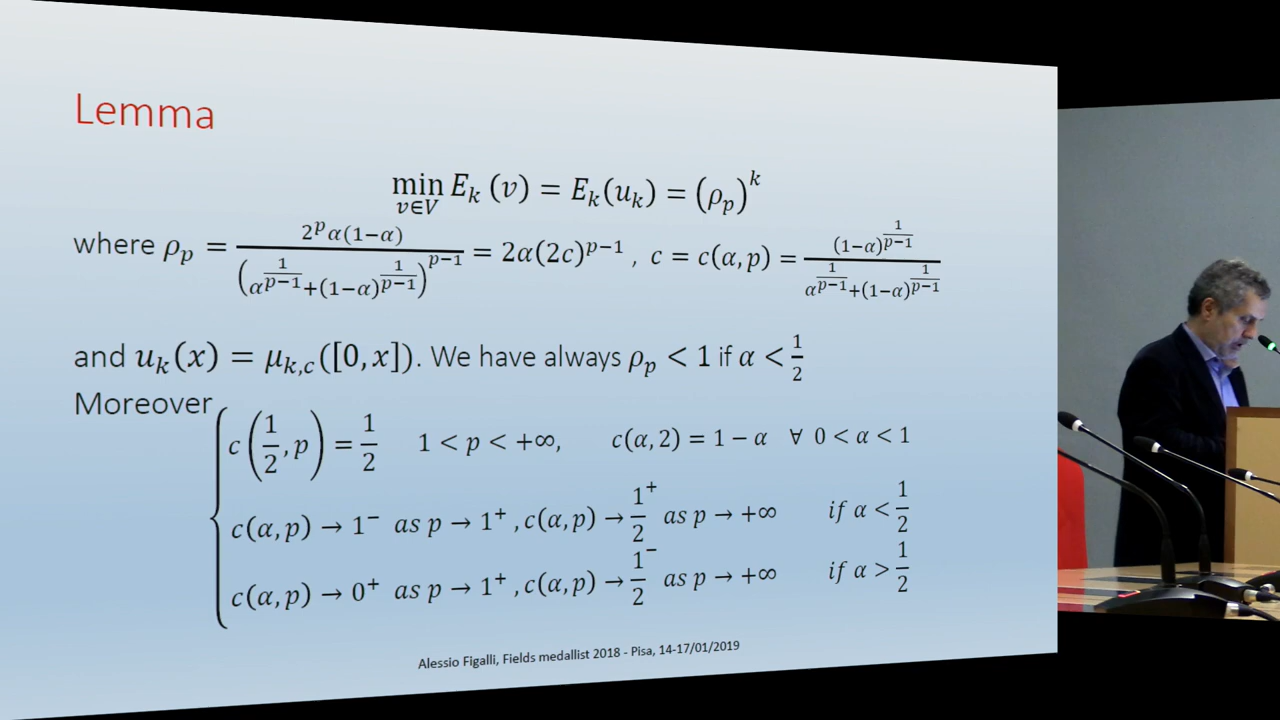 Lemma
min_{v∈V} E_k (v) = E_k(u_k) = (ρ_p)^k
where ρ_p = 2^p α(1−α) / (α^{1/(p−1)}+(1−α)^{1/(p−1)})^{p−1} = 2α(2c)^{p−1} , c = c(α,p) = (1−α)^{1/(p−1)} / α^{1/(p−1)}+(1−α)^{1/(p−1)}
and u_k(x) = μ_{k,c}([0,x]). We have always ρ_p < 1 if α < 1/2
Moreover
c(1/2,p) = 1/2 1 < p < +∞, c(α,2) = 1 − α ∀ 0 < α < 1
c(α,p) → 1^− as p → 1^+ , c(α,p) → 1/2^+ as p → +∞ if α < 1/2
c(α,p) → 0^+ as p → 1^+ , c(α,p) → 1/2^− as p → +∞ if α > 1/2
Alessio Figalli, Fields medallist 2018 - Pisa, 14-17/01/2019